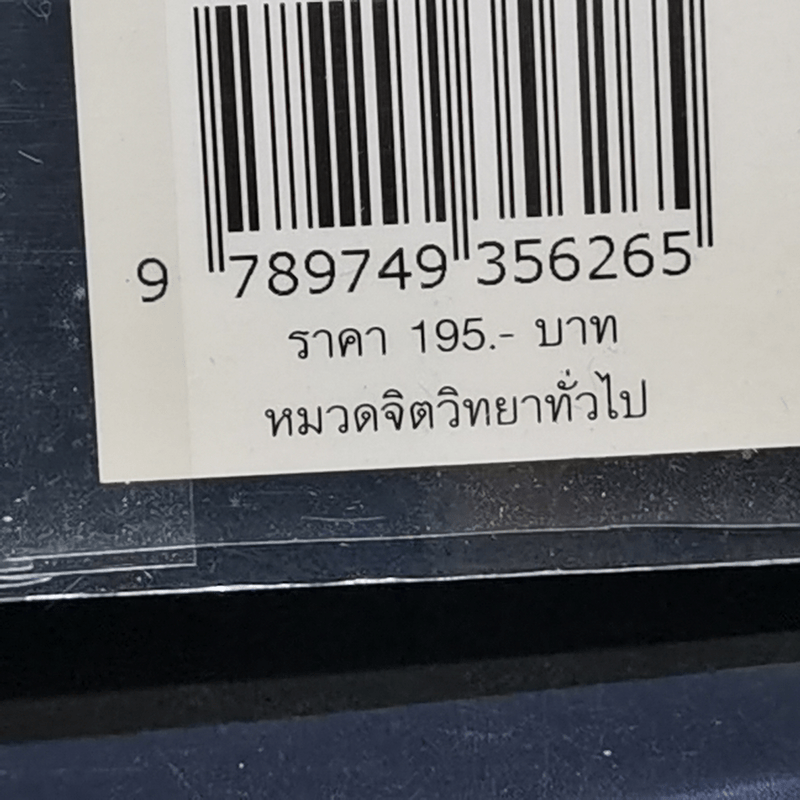 9 789749 356265
ราคา 195.- บาท
หมวดจิตวิทยาทั่วไป